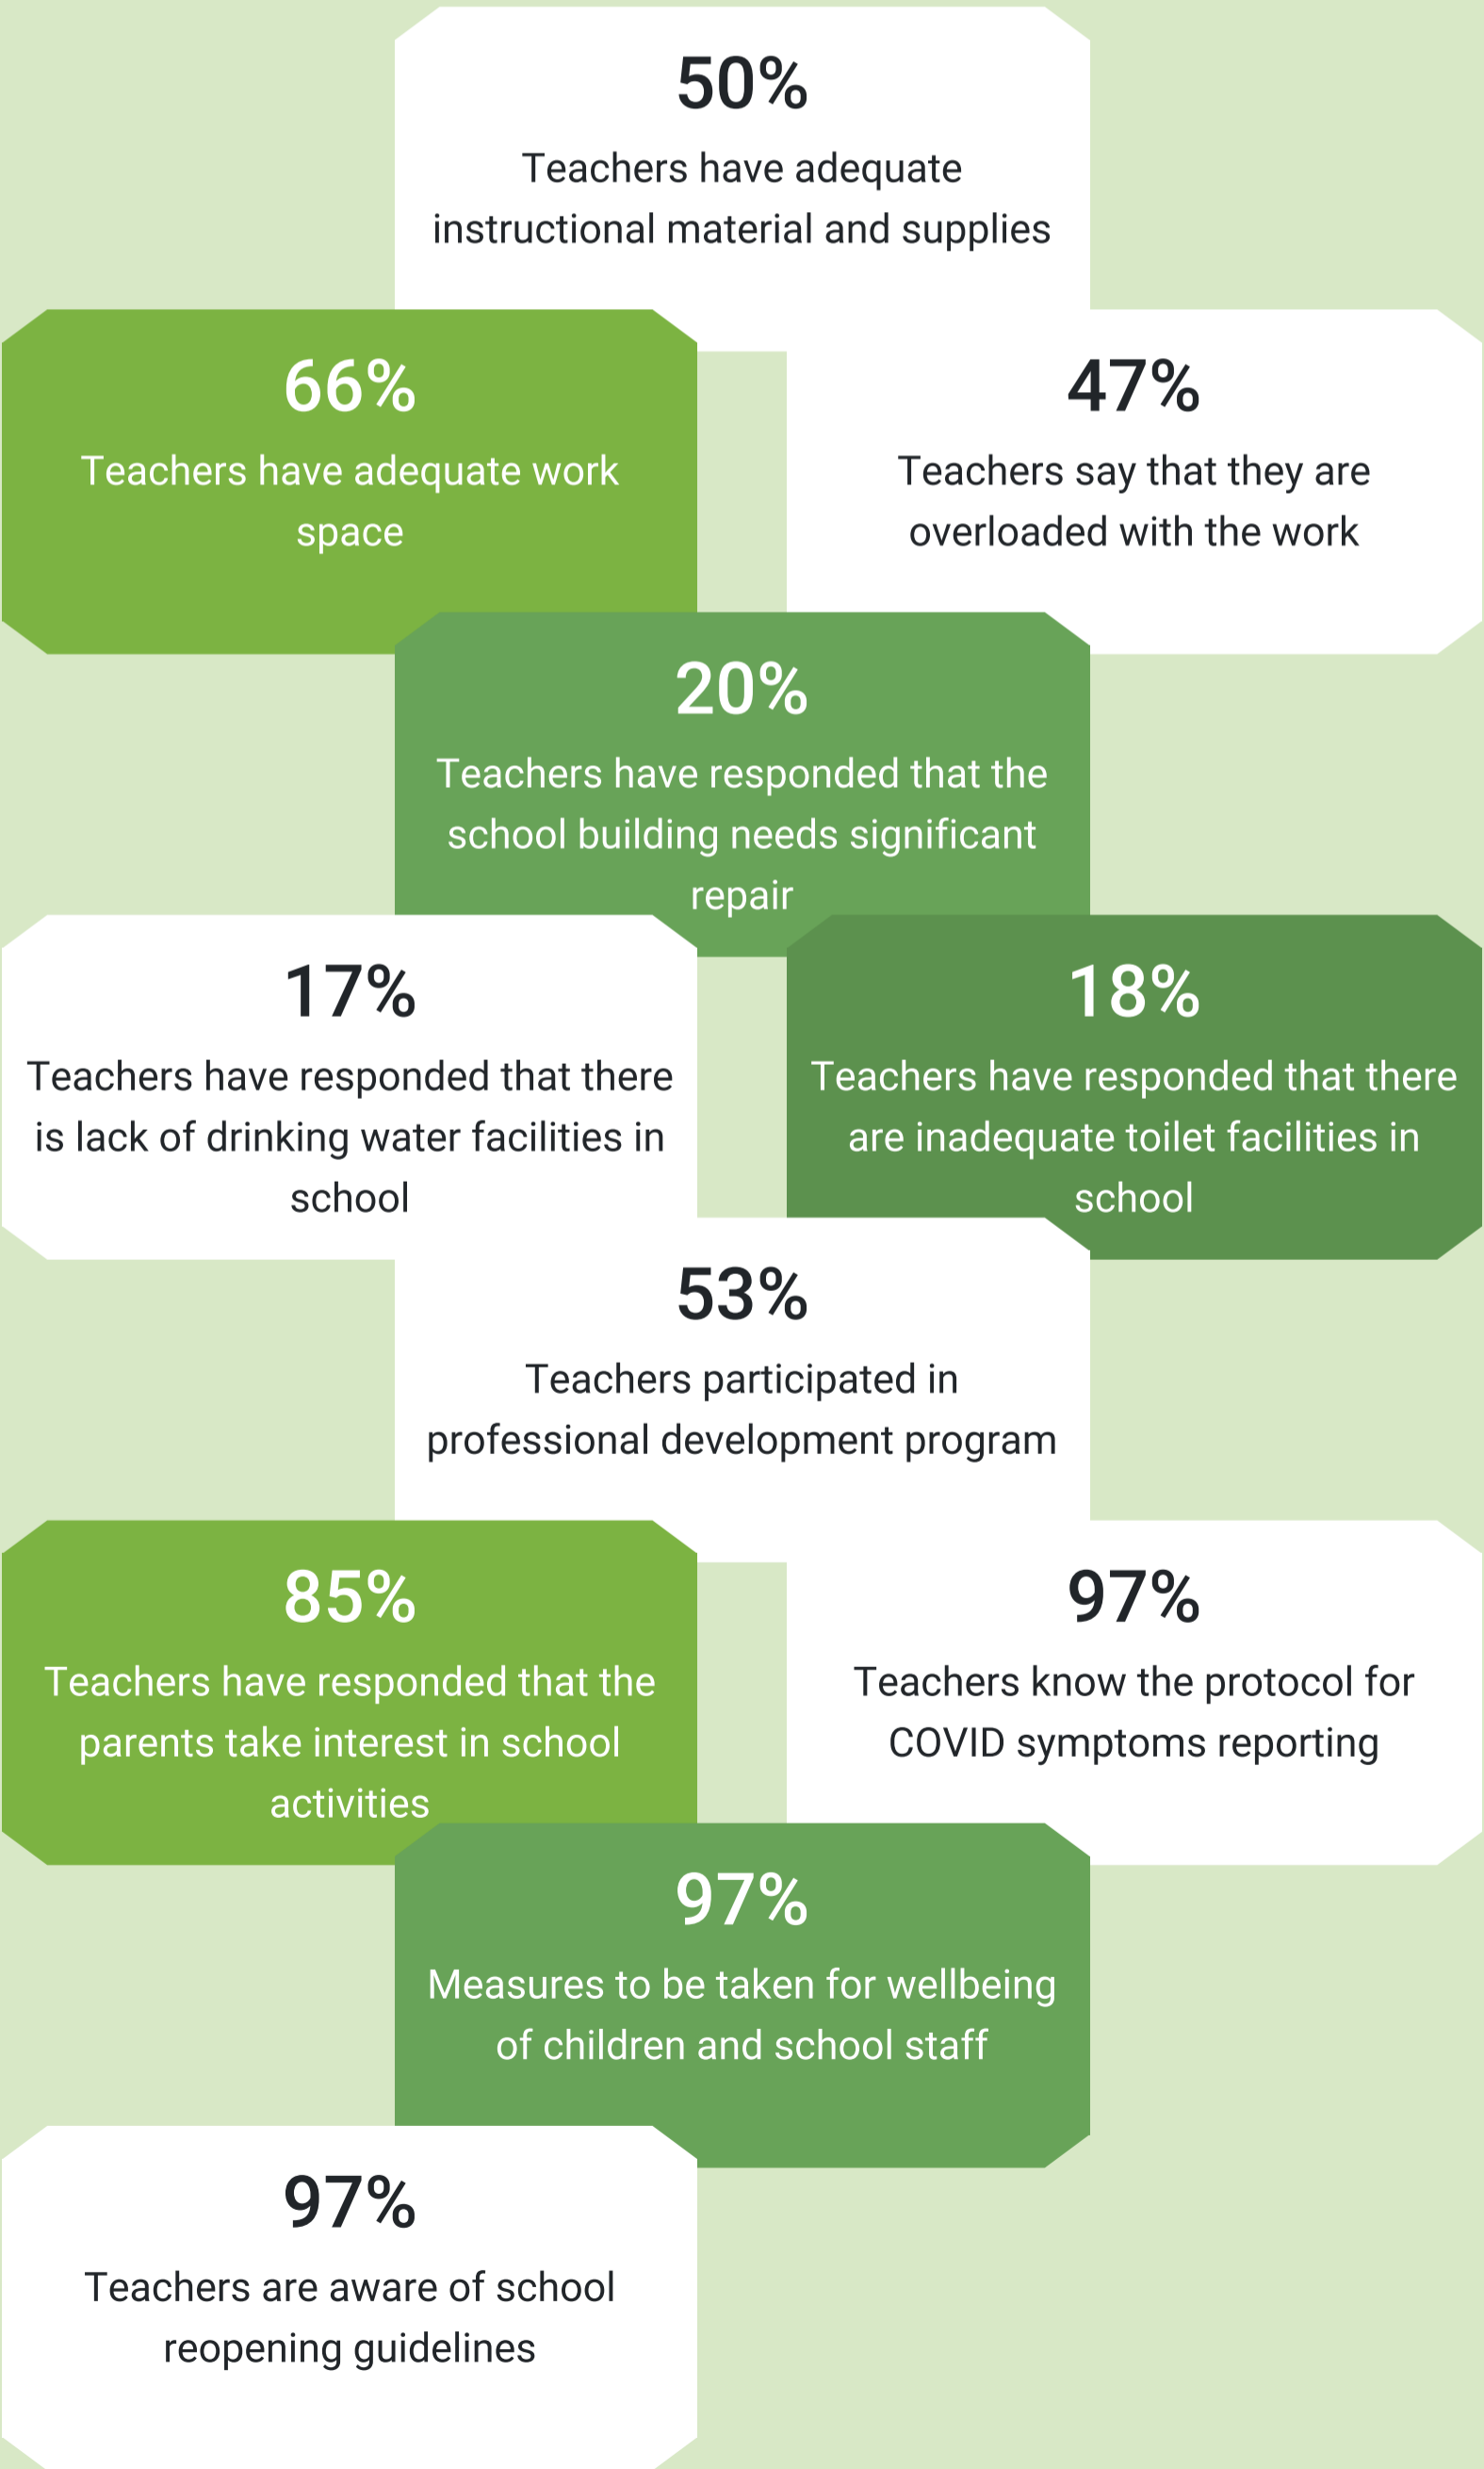 50%
Teachers have adequate
instructional material and supplies
66%
Teachers have adequate work
space
47%
Teachers say that they are
overloaded with the work
20%
Teachers have responded that the
school building needs significant
repair
17%
Teachers have responded that there
is lack of drinking water facilities in
school
18%
Teachers have responded that there
are inadequate toilet facilities in
school
53%
Teachers participated in
professional development program
85%
Teachers have responded that the
parents take interest in school
activities
97%
Teachers know the protocol for
COVID symptoms reporting
97%
Measures to be taken for wellbeing
of children and school staff
97%
Teachers are aware of school
reopening guidelines